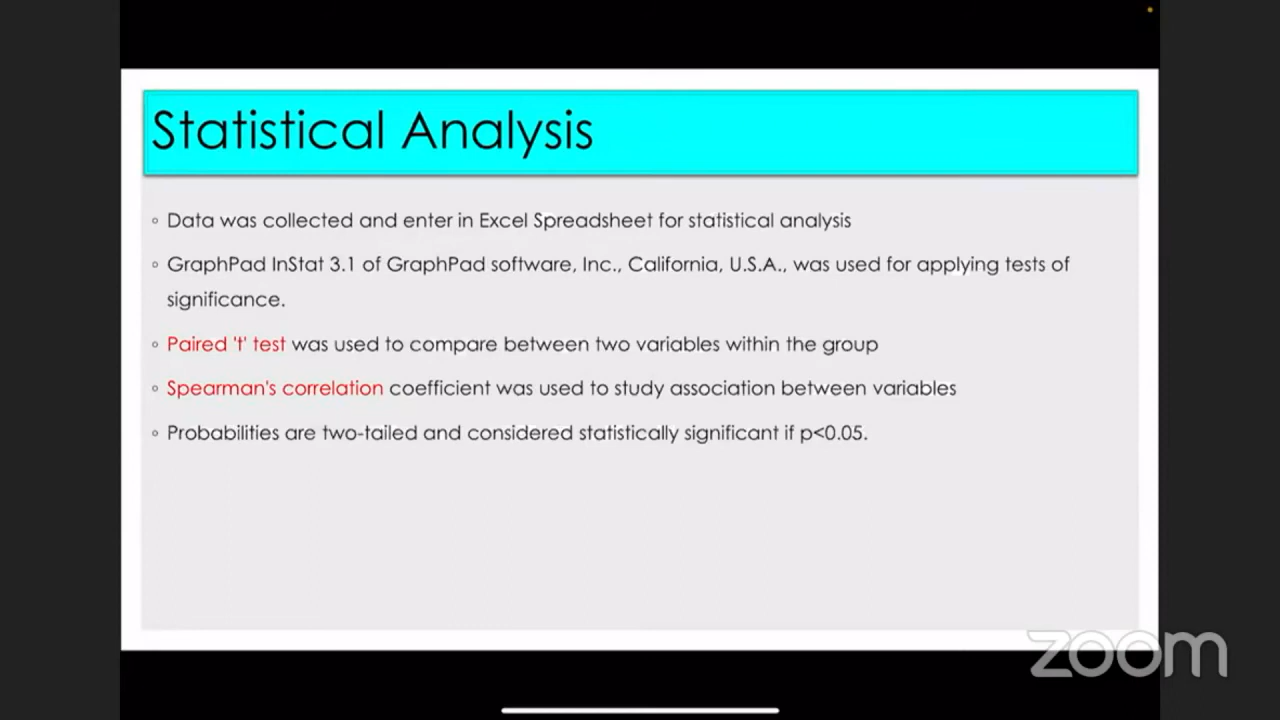 Statistical Analysis
◦ Data was collected and enter in Excel Spreadsheet for statistical analysis
◦ GraphPad InStat 3.1 of GraphPad software, Inc., California, U.S.A., was used for applying tests of
significance.
◦ Paired 't' test was used to compare between two variables within the group
◦ Spearman's correlation coefficient was used to study association between variables
◦ Probabilities are two-tailed and considered statistically significant if p<0.05.
zoom